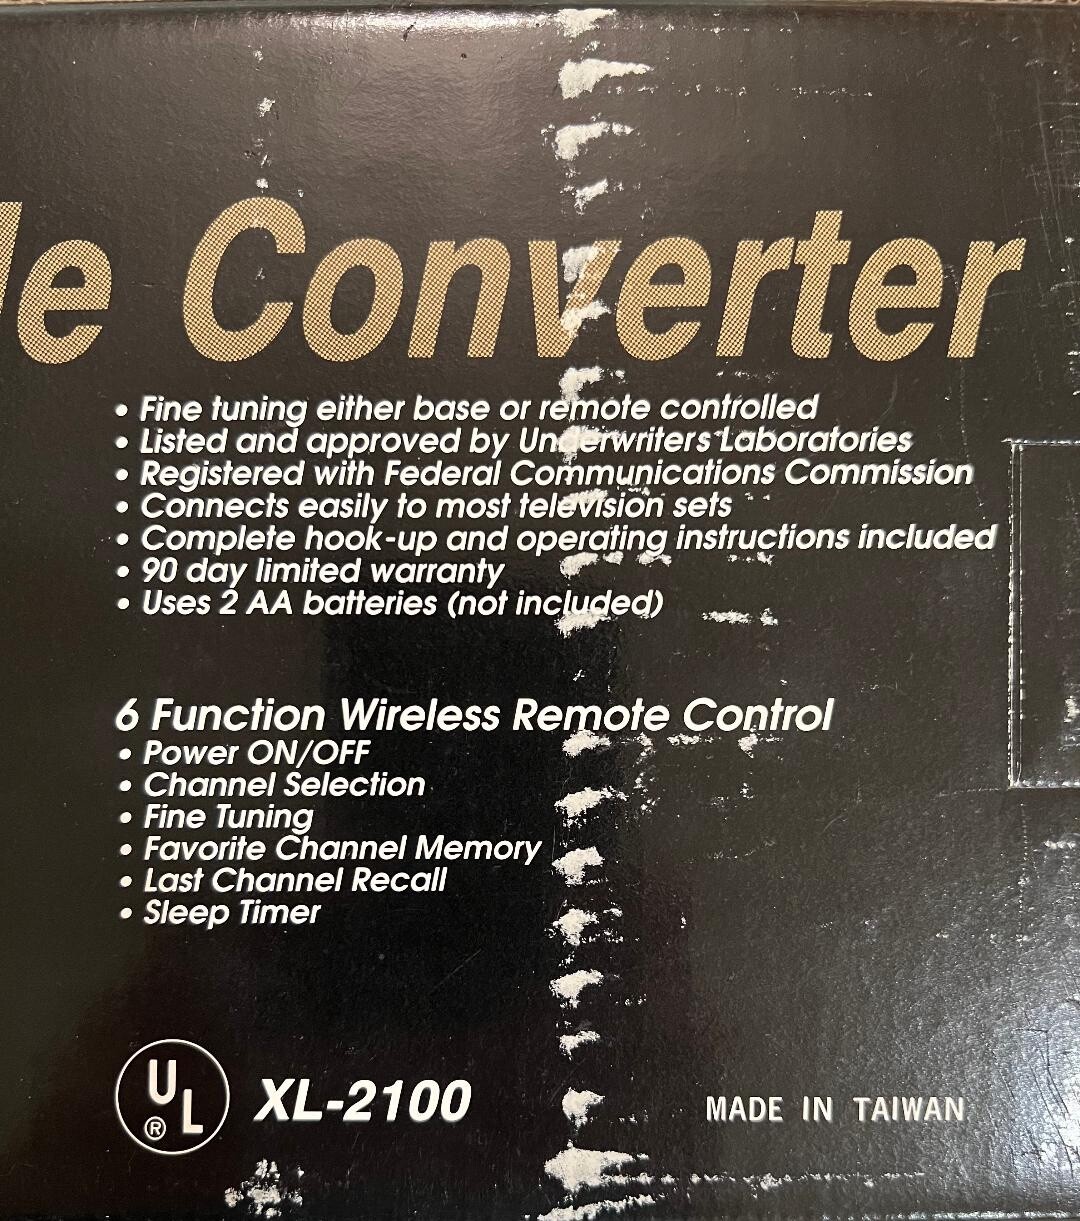 le Converter
• Fine tuning either base or remote controlled
• Listed and approved by Underwriters Laboratories
• Registered with Federal Communications Commission
• Connects easily to most television sets
• Complete hook-up and operating instructions included
• 90 day limited warranty
• Uses 2 AA batteries (not included)
6 Function Wireless Remote Control
• Power ON/OFF
• Channel Selection
• Fine Tuning
• Favorite Channel Memory
• Last Channel Recall
• Sleep Timer
UL ® XL-2100 MADE IN TAIWAN